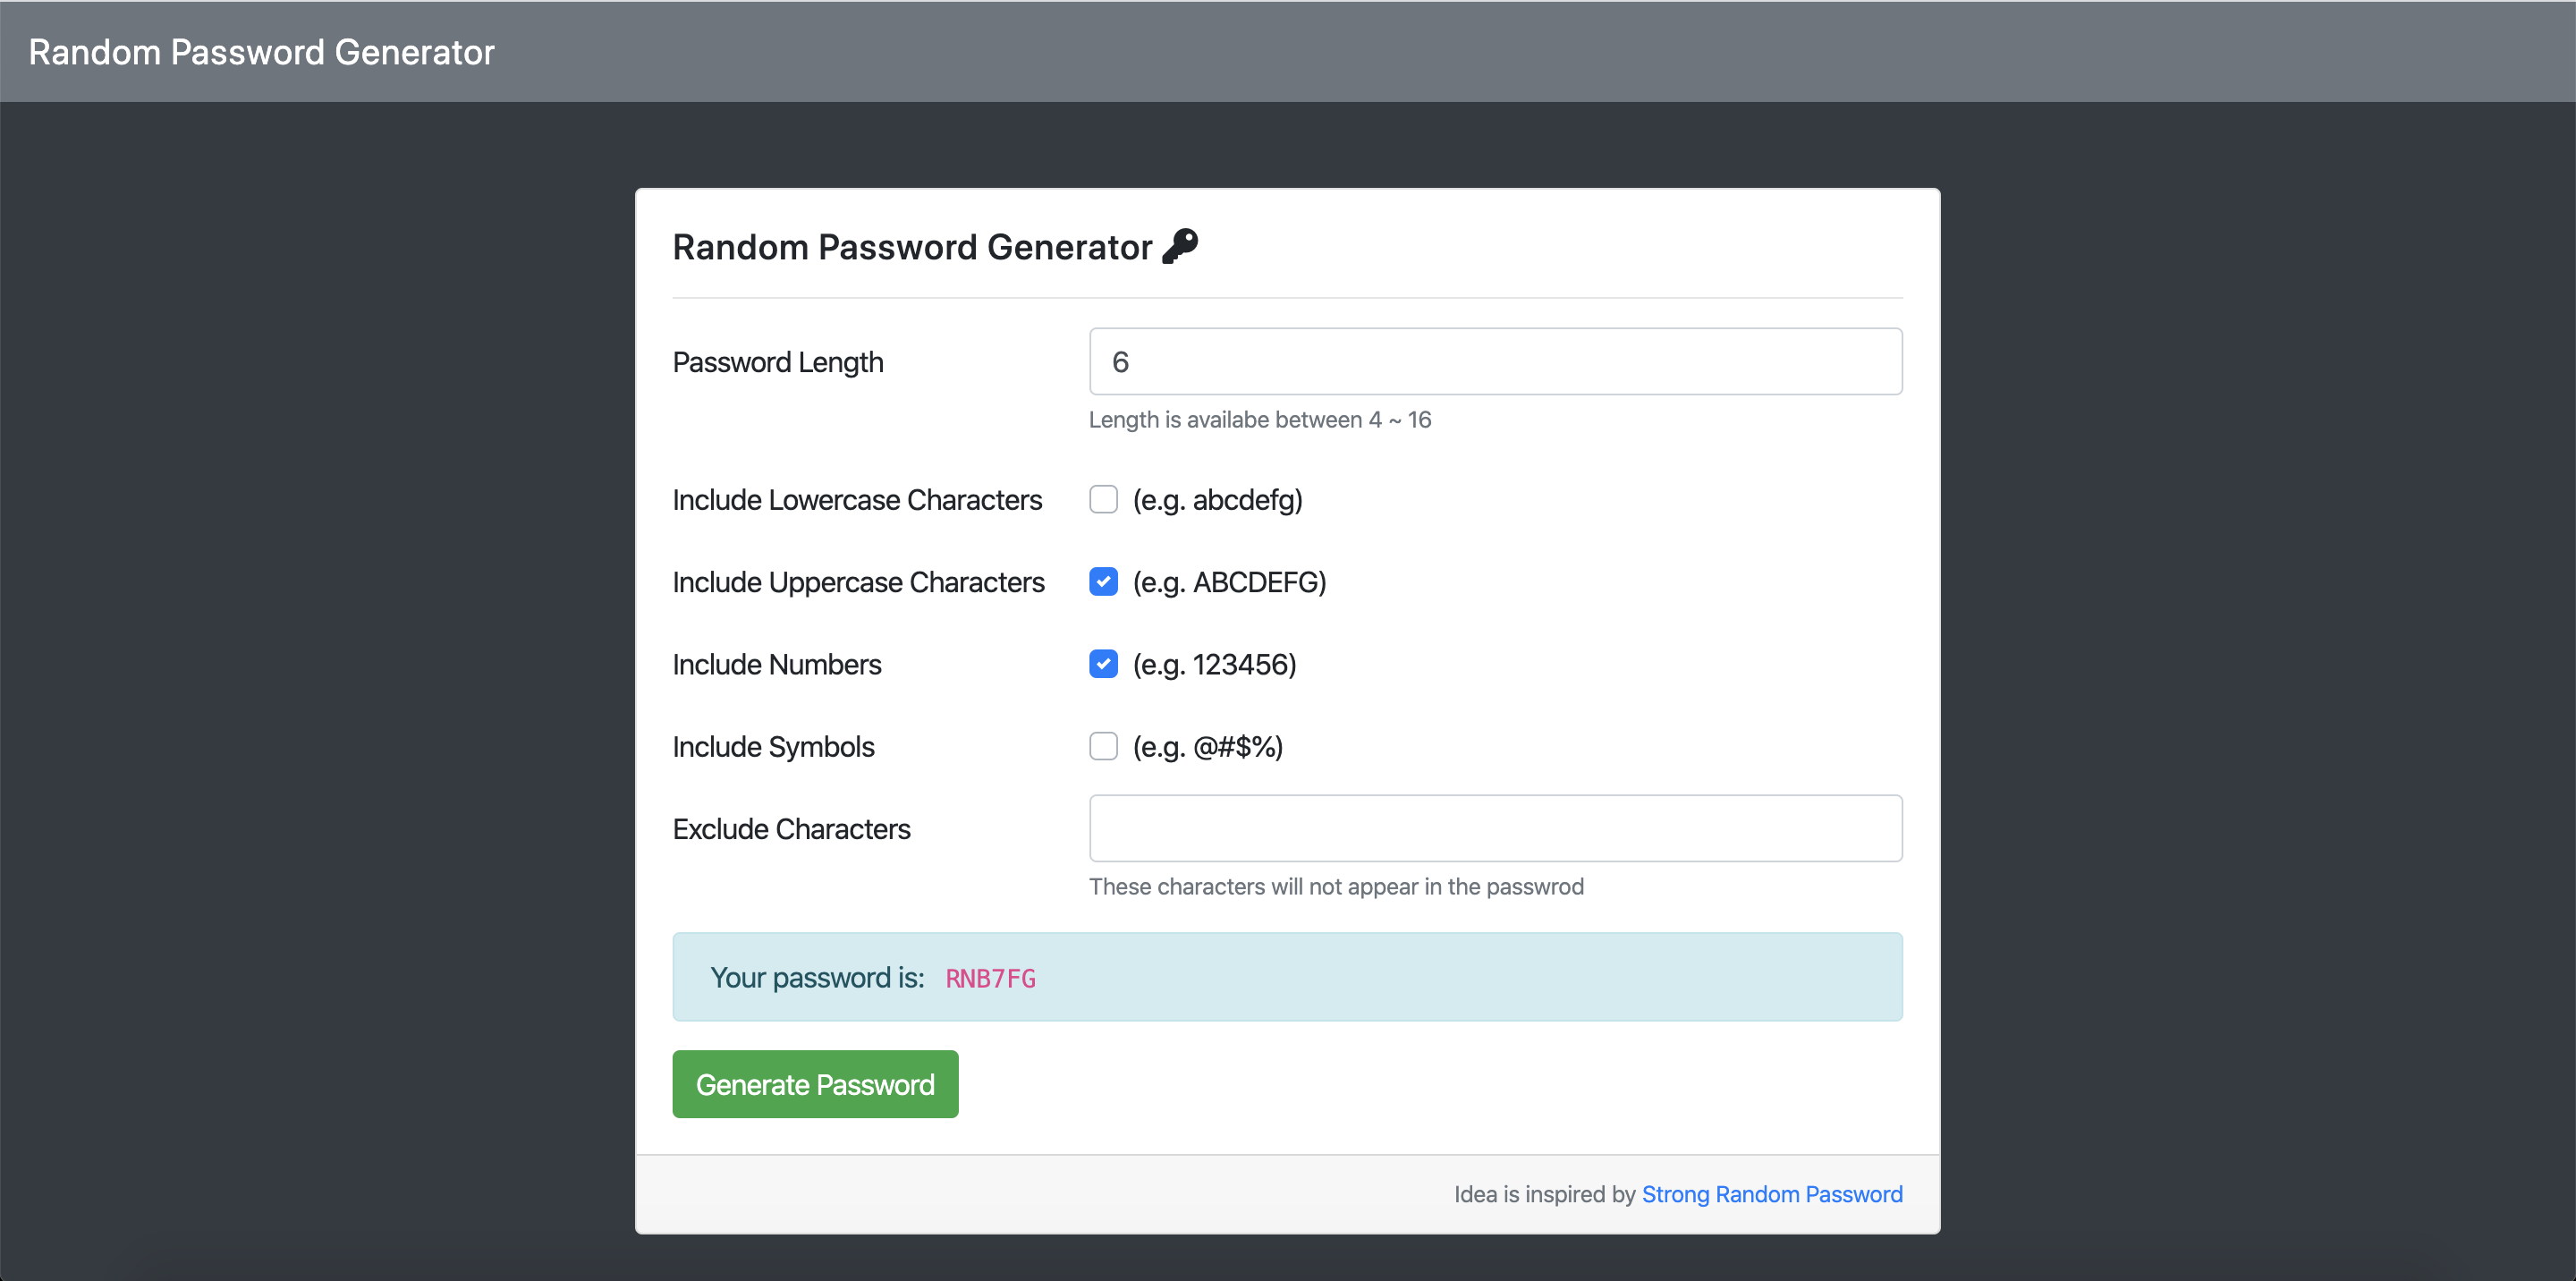 Random Password Generator
Random Password Generator
Password Length
6
Length is availabe between 4 ~ 16
Include Lowercase Characters (e.g. abcdefg)
Include Uppercase Characters (e.g. ABCDEFG)
Include Numbers (e.g. 123456)
Include Symbols (e.g. @#$%)
Exclude Characters
These characters will not appear in the passwrod
Your password is: RNB7FG
Generate Password
Idea is inspired by Strong Random Password